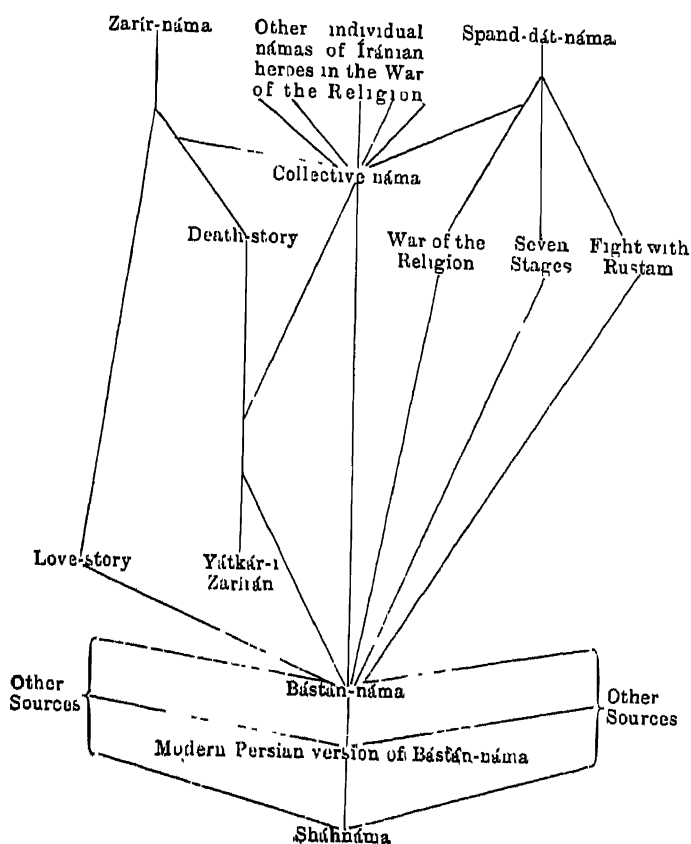 Zarír-náma
Other individual
námas of Íránian
heroes in the War
of the Religion
Spand-dát-náma
Collective náma
Death-story
War of the
Religion
Seven
Stages
Fight with
Rustam
Love-story
Yátkár-i
Zarírán
Other
Sources
Bástán-náma
Other
Sources
Modern Persian version of Bástán-náma
Sháhnáma